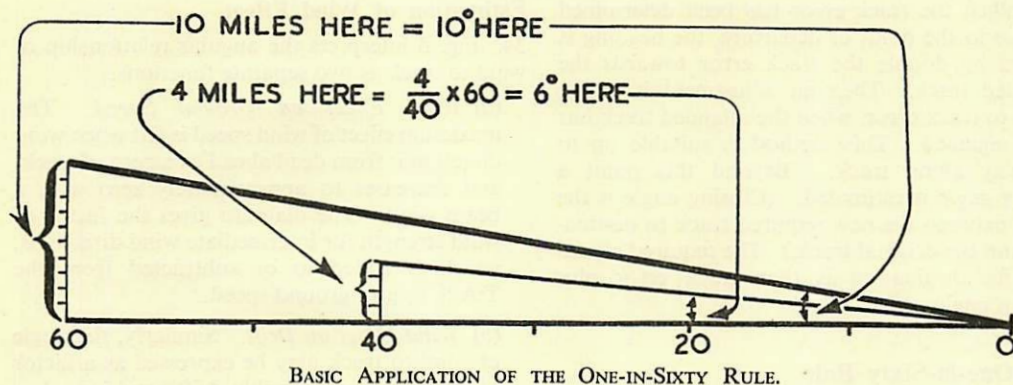 10 MILES HERE = 10° HERE
4 MILES HERE = 4/40 × 60 = 6° HERE
60 40 20 0
BASIC APPLICATION OF THE ONE-IN-SIXTY RULE.